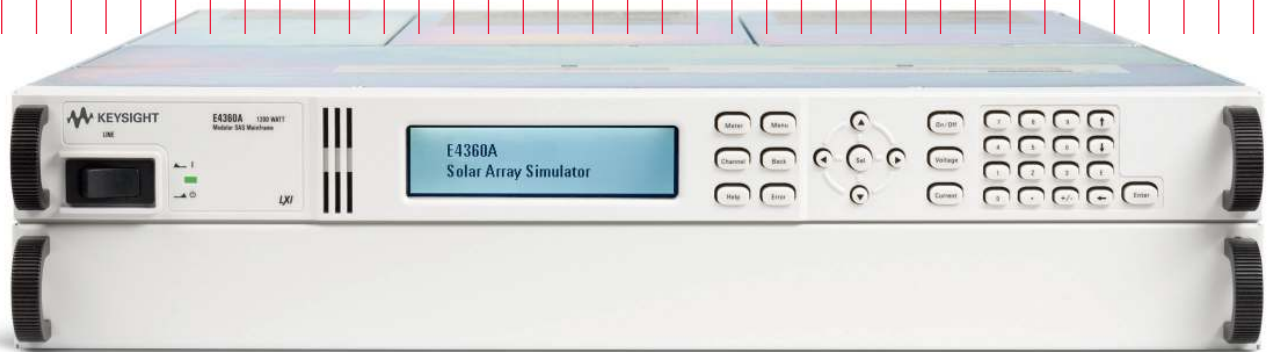 KEYSIGHT
E4360A 1200 WATT
Modular SAS Mainframe
LINE
LXI
E4360A
Solar Array Simulator
Meter Menu
Channel Back
Help Error
Sel
On/Off
Voltage
Current
7 8 9
4 5 6
1 2 3 E
0 . +/-
Enter